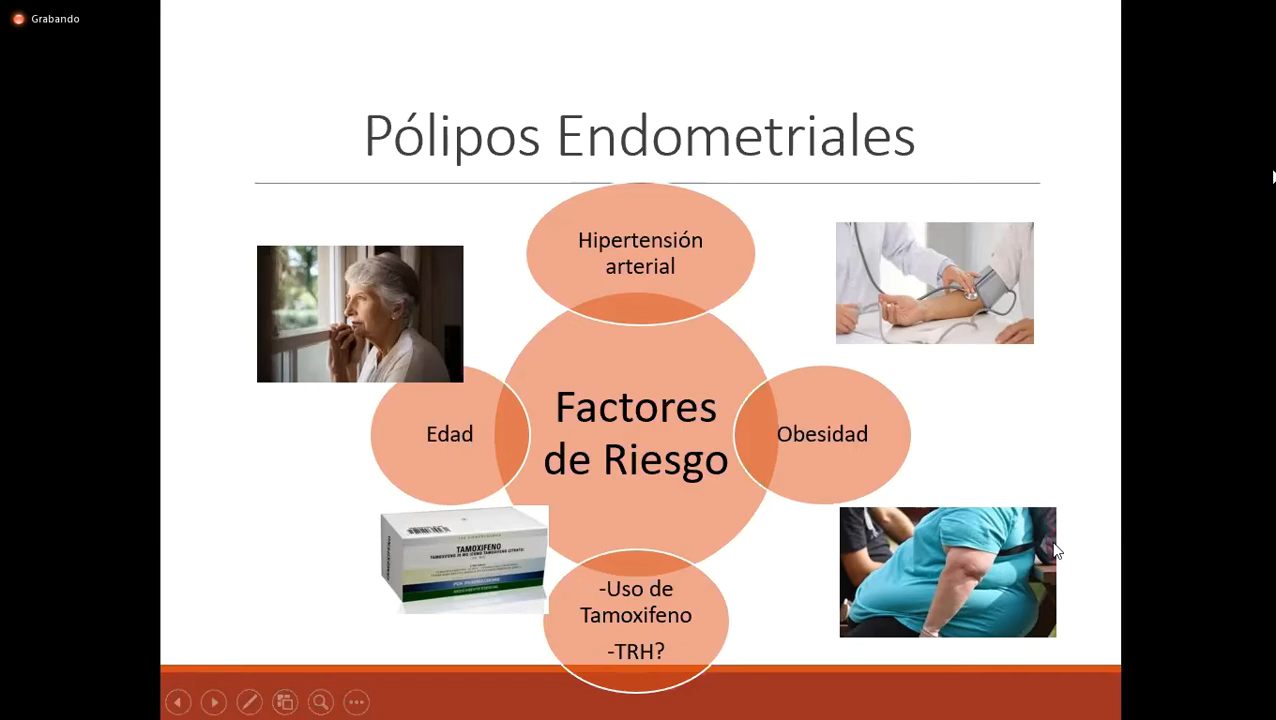 Grabando
Pólipos Endometriales
Hipertensión
arterial
Factores
de Riesgo
Edad
Obesidad
TAMOXIFENO
-Uso de
Tamoxifeno
-TRH?